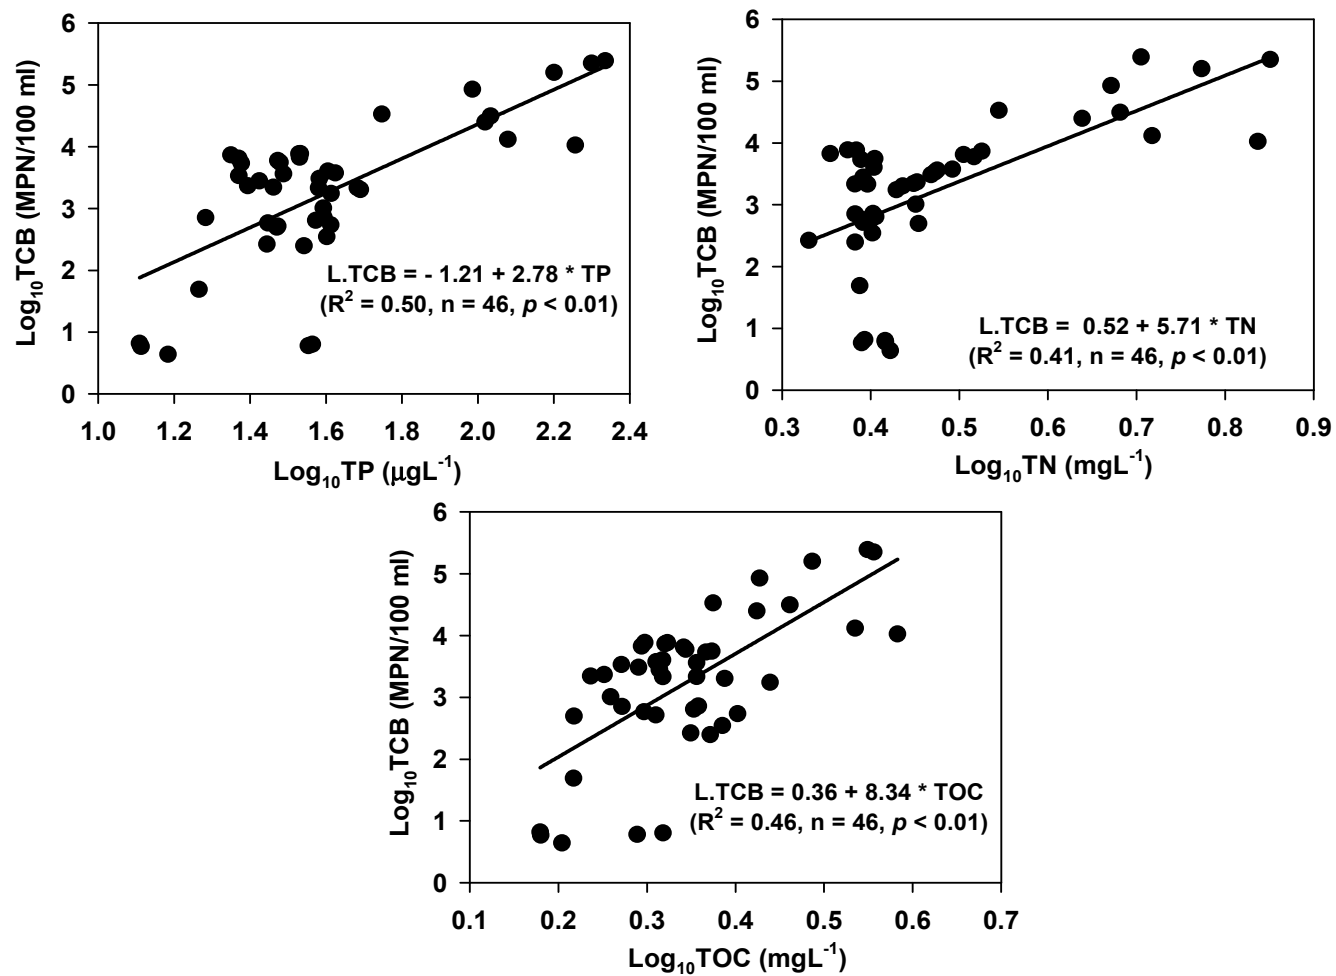 Log₁₀TCB (MPN/100 ml)
6
5
4
3
2
1
0
L.TCB = - 1.21 + 2.78 * TP
(R² = 0.50, n = 46, p < 0.01)
1.0 1.2 1.4 1.6 1.8 2.0 2.2 2.4
Log₁₀TP (µgL⁻¹)
Log₁₀TCB (MPN/100 ml)
6
5
4
3
2
1
0
L.TCB = 0.52 + 5.71 * TN
(R² = 0.41, n = 46, p < 0.01)
0.3 0.4 0.5 0.6 0.7 0.8 0.9
Log₁₀TN (mgL⁻¹)
Log₁₀TCB (MPN/100 ml)
6
5
4
3
2
1
0
L.TCB = 0.36 + 8.34 * TOC
(R² = 0.46, n = 46, p < 0.01)
0.1 0.2 0.3 0.4 0.5 0.6 0.7
Log₁₀TOC (mgL⁻¹)